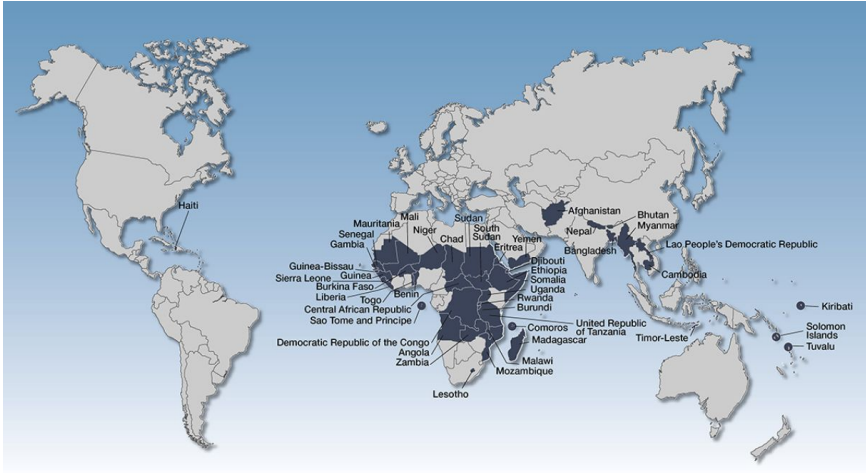 Haiti
Mauritania
Mali
Sudan
Senegal
Niger
South
Sudan
Gambia
Chad
Yemen
Eritrea
Guinea-Bissau
Guinea
Sierra Leone
Burkina Faso
Liberia
Togo
Benin
Central African Republic
Sao Tome and Principe
Djibouti
Ethiopia
Somalia
Uganda
Rwanda
Burundi
Democratic Republic of the Congo
Angola
Zambia
Lesotho
United Republic
of Tanzania
Comoros
Madagascar
Malawi
Mozambique
Afghanistan
Nepal
Bhutan
Myanmar
Bangladesh
Lao People's Democratic Republic
Cambodia
Timor-Leste
Kiribati
Solomon
Islands
Tuvalu